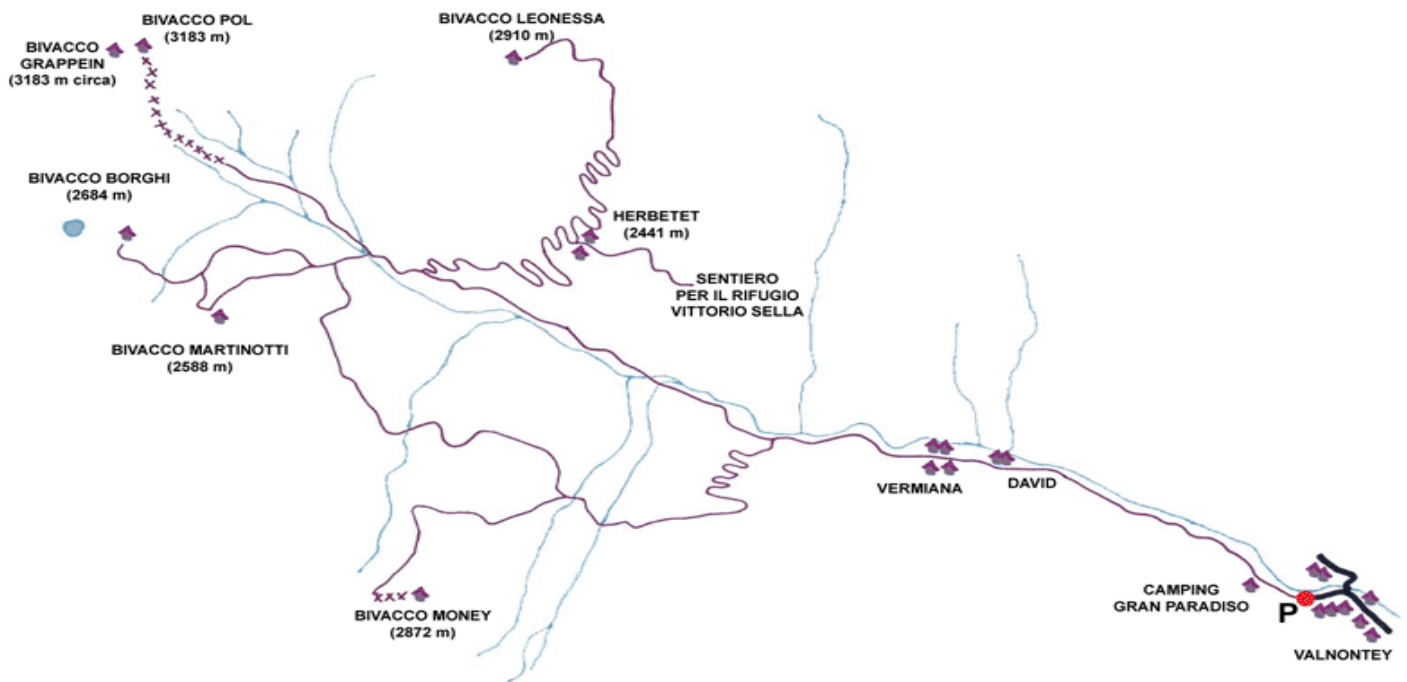 BIVACCO POL
(3183 m)
BIVACCO
GRAPPEIN
(3183 m circa)
BIVACCO LEONESSA
(2910 m)
BIVACCO BORGHI
(2684 m)
HERBETET
(2441 m)
SENTIERO
PER IL RIFUGIO
VITTORIO SELLA
BIVACCO MARTINOTTI
(2588 m)
VERMIANA
DAVID
BIVACCO MONEY
(2872 m)
CAMPING
GRAN PARADISO
P
VALNONTEY